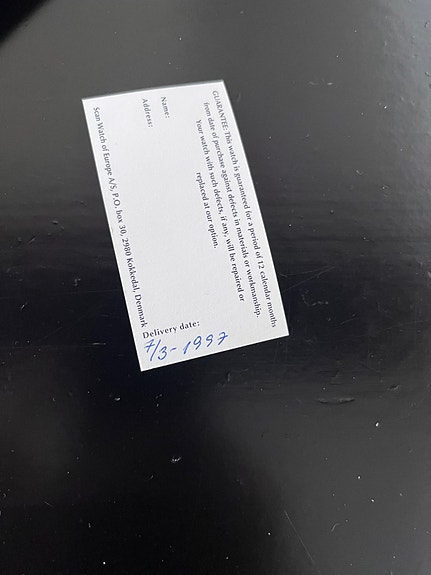 GUARANTEE: This watch is guaranteed for a period of 12 calendar months
from date of purchase against defects in materials or workmanship.
Your watch with such defects, if any, will be repaired or
replaced at our option.
Name:
Address:
Delivery date:
7/3-1997
Scan Watch of Europe A/S, P.O. box 30, 2980 Kokkedal, Denmark